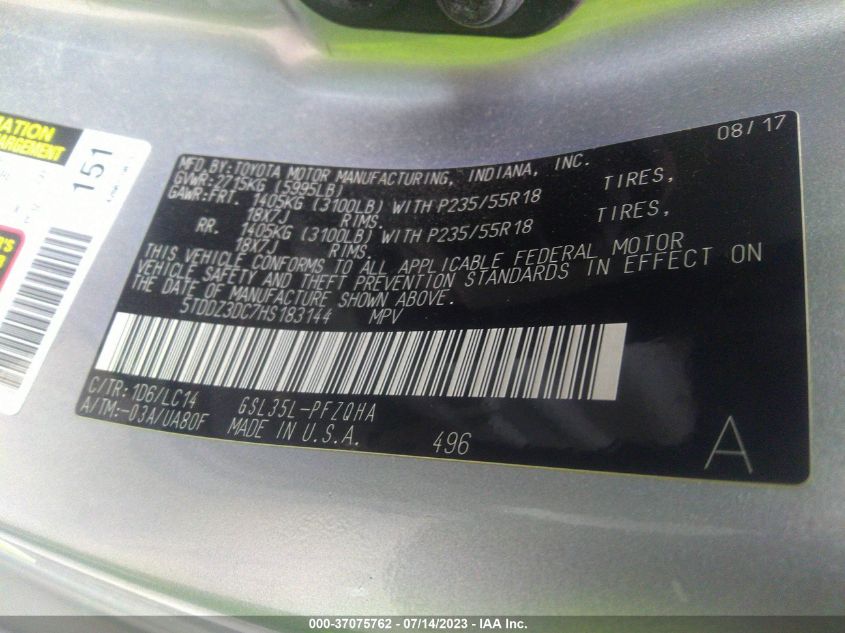 MATION
151
08/17
MFD.BY:TOYOTA MOTOR MANUFACTURING, INDIANA, INC.
GVWR:2715KG (5995LB)
GAWR:FRT. 1405KG (3100LB) WITH P235/55R18 TIRES,
18X7J RIMS.
RR. 1405KG (3100LB) WITH P235/55R18 TIRES,
18X7J RIMS.
THIS VEHICLE CONFORMS TO ALL APPLICABLE FEDERAL MOTOR
VEHICLE SAFETY AND THEFT PREVENTION STANDARDS IN EFFECT ON
THE DATE OF MANUFACTURE SHOWN ABOVE.
5TDDZ3DC7HS183144 MPV
C/TR:1D6/LC14 GSL35L-PFZQHA
A/TM:-03A/UA80F MADE IN U.S.A. 496 A
000-37075762 - 07/14/2023 - IAA Inc.